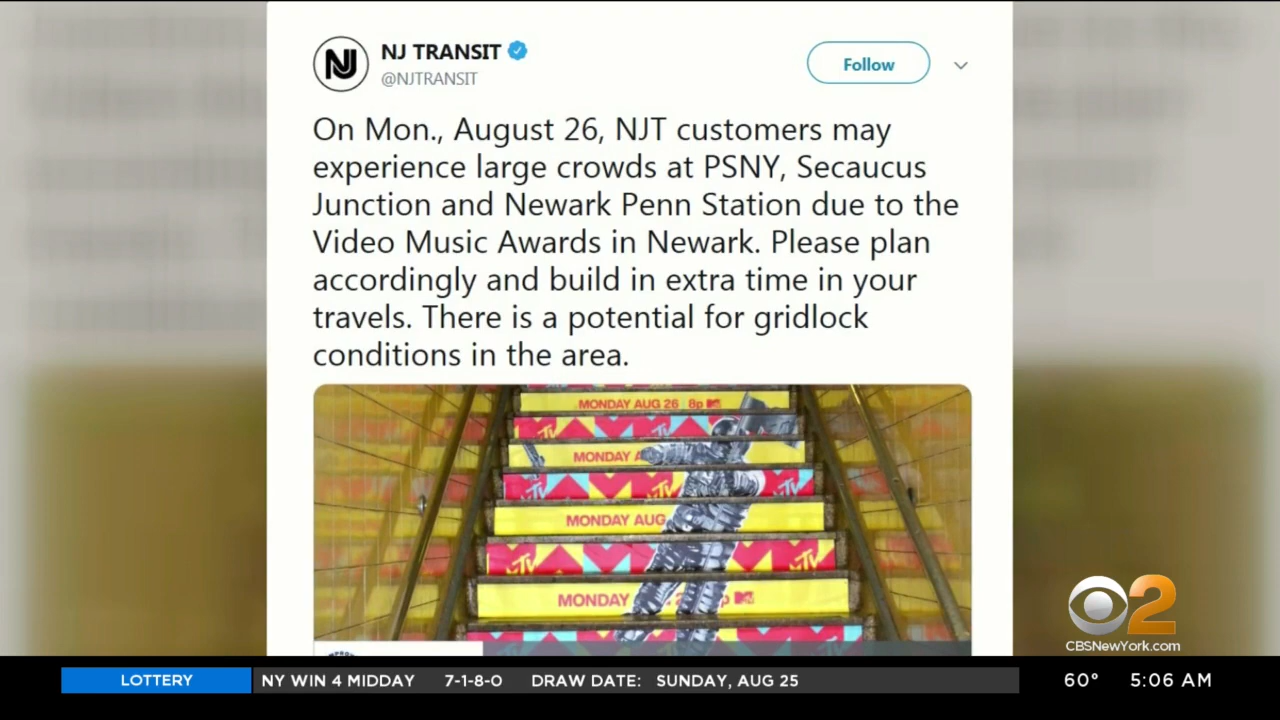 NJ TRANSIT
@NJTRANSIT
Follow
On Mon., August 26, NJT customers may
experience large crowds at PSNY, Secaucus
Junction and Newark Penn Station due to the
Video Music Awards in Newark. Please plan
accordingly and build in extra time in your
travels. There is a potential for gridlock
conditions in the area.
MONDAY AUG 26 8p
MONDAY
MONDAY AUG
MONDAY
2
CBSNewYork.com
LOTTERY
NY WIN 4 MIDDAY 7-1-8-0 DRAW DATE: SUNDAY, AUG 25
60° 5:06 AM